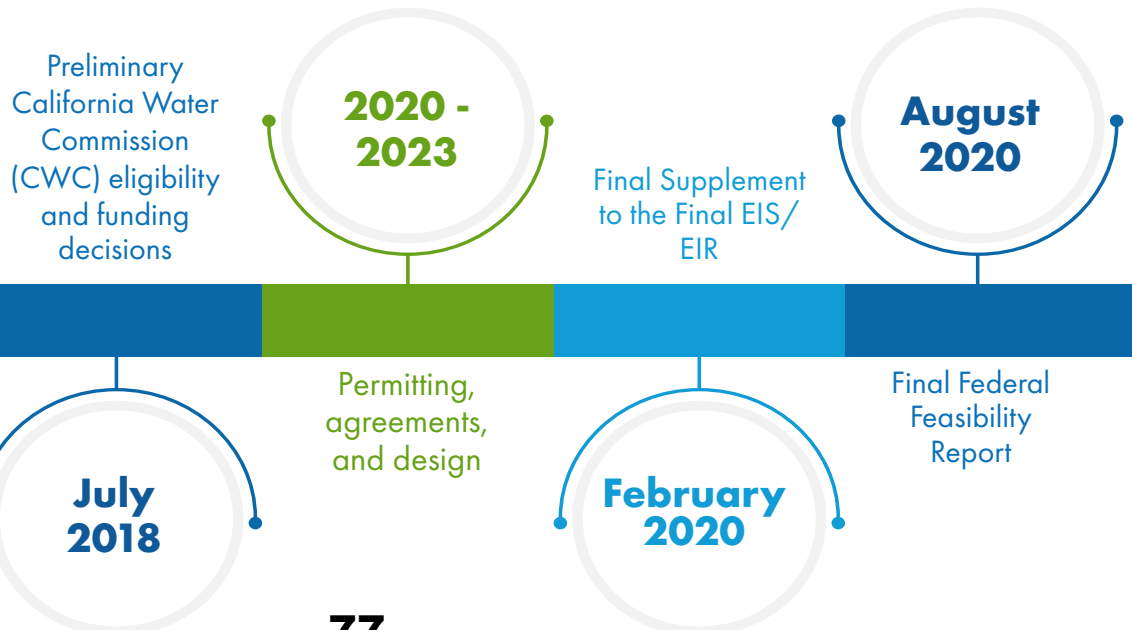 Preliminary
California Water
Commission
(CWC) eligibility
and funding
decisions
July
2018
2020 -
2023
Permitting,
agreements,
and design
Final Supplement
to the Final EIS/
EIR
February
2020
August
2020
Final Federal
Feasibility
Report